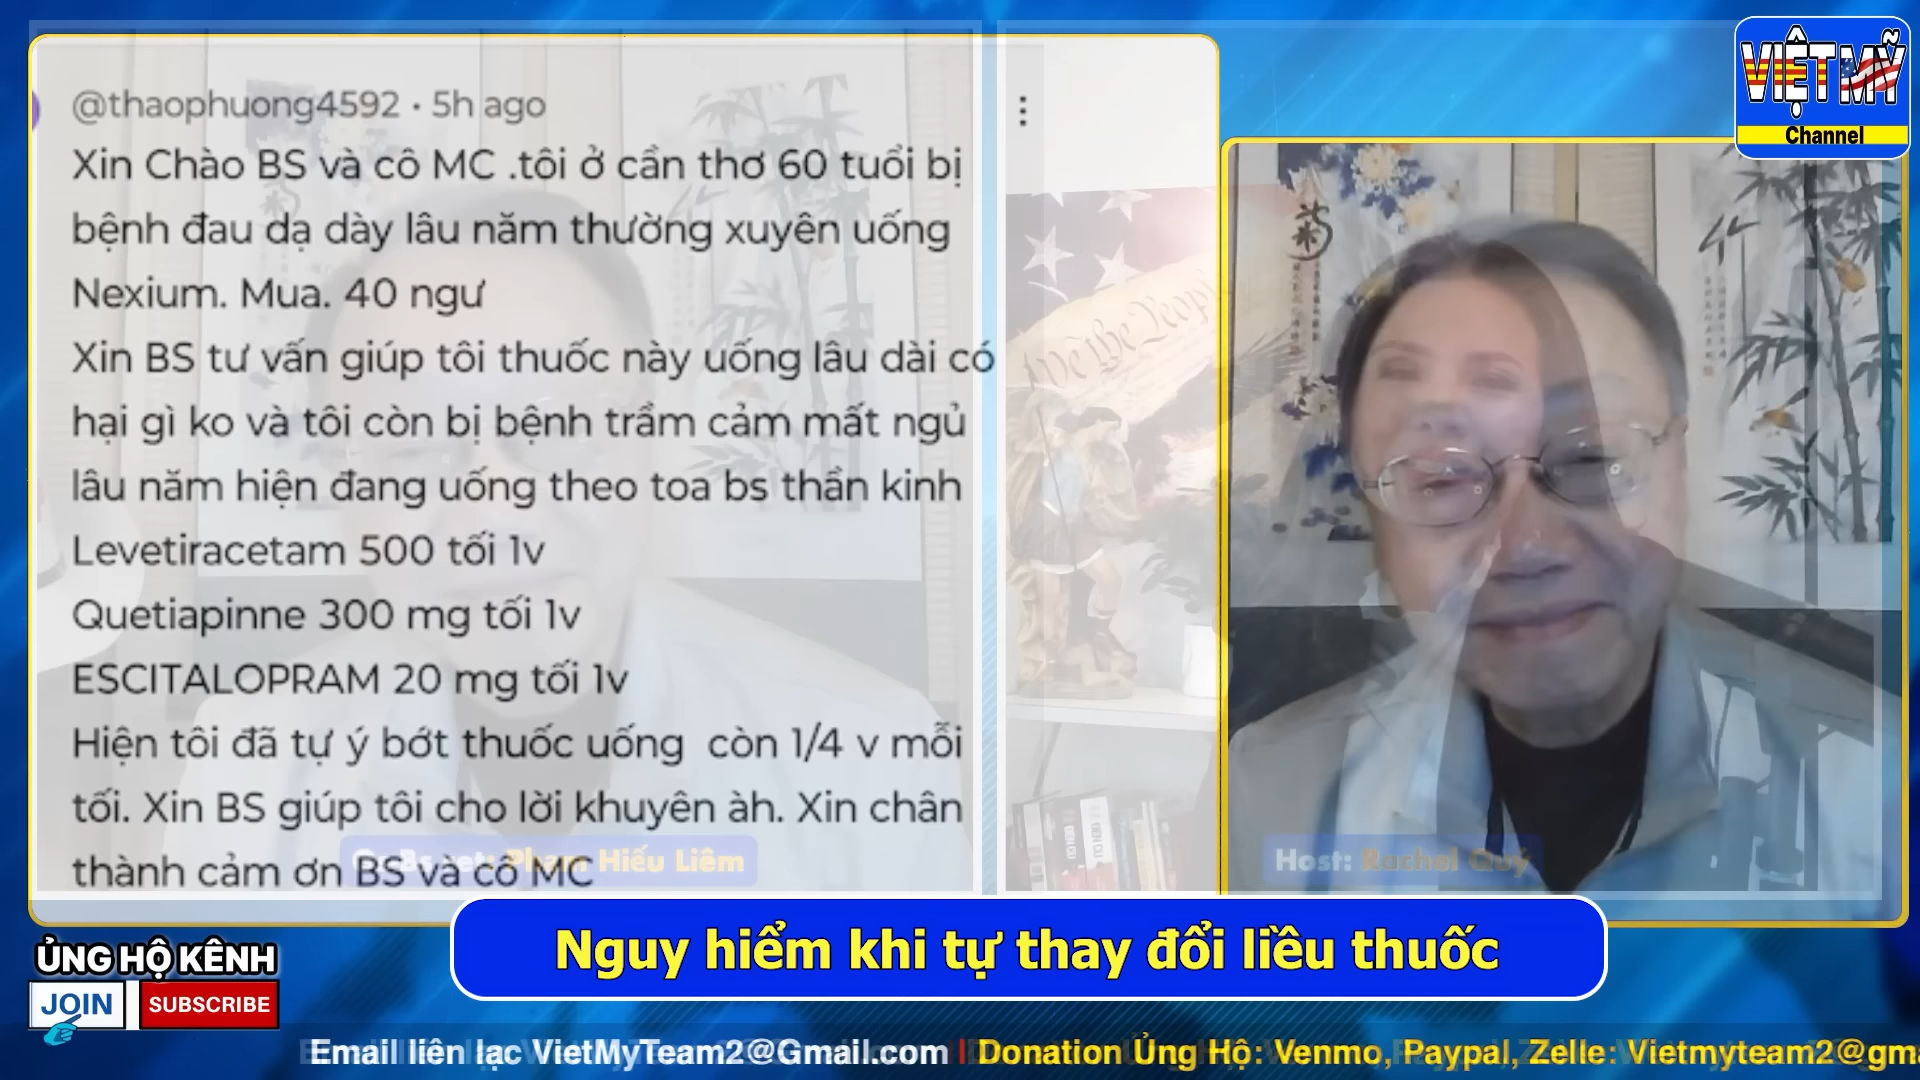 @thaophuong4592 • 5h ago
Xin Chào BS và cô MC .tôi ở cần thơ 60 tuổi bị
bệnh đau dạ dày lâu năm thường xuyên uống
Nexium. Mua. 40 ngư
Xin BS tư vấn giúp tôi thuốc này uống lâu dài có
hại gì ko và tôi còn bị bệnh trầm cảm mất ngủ
lâu năm hiện đang uống theo toa bs thần kinh
Levetiracetam 500 tối 1v
Quetiapinne 300 mg tối 1v
ESCITALOPRAM 20 mg tối 1v
Hiện tôi đã tự ý bớt thuốc uống còn 1/4 v mỗi
tối. Xin BS giúp tôi cho lời khuyên àh. Xin chân
thành cảm ơn BS và cô MC
Phạm Hiếu Liêm
Host: Rachel Quý
VIỆT MỸ
Channel
We the People
Nguy hiểm khi tự thay đổi liều thuốc
ỦNG HỘ KÊNH
JOIN
SUBSCRIBE
Email liên lạc VietMyTeam2@Gmail.com | Donation Ủng Hộ: Venmo, Paypal, Zelle: Vietmyteam2@gma